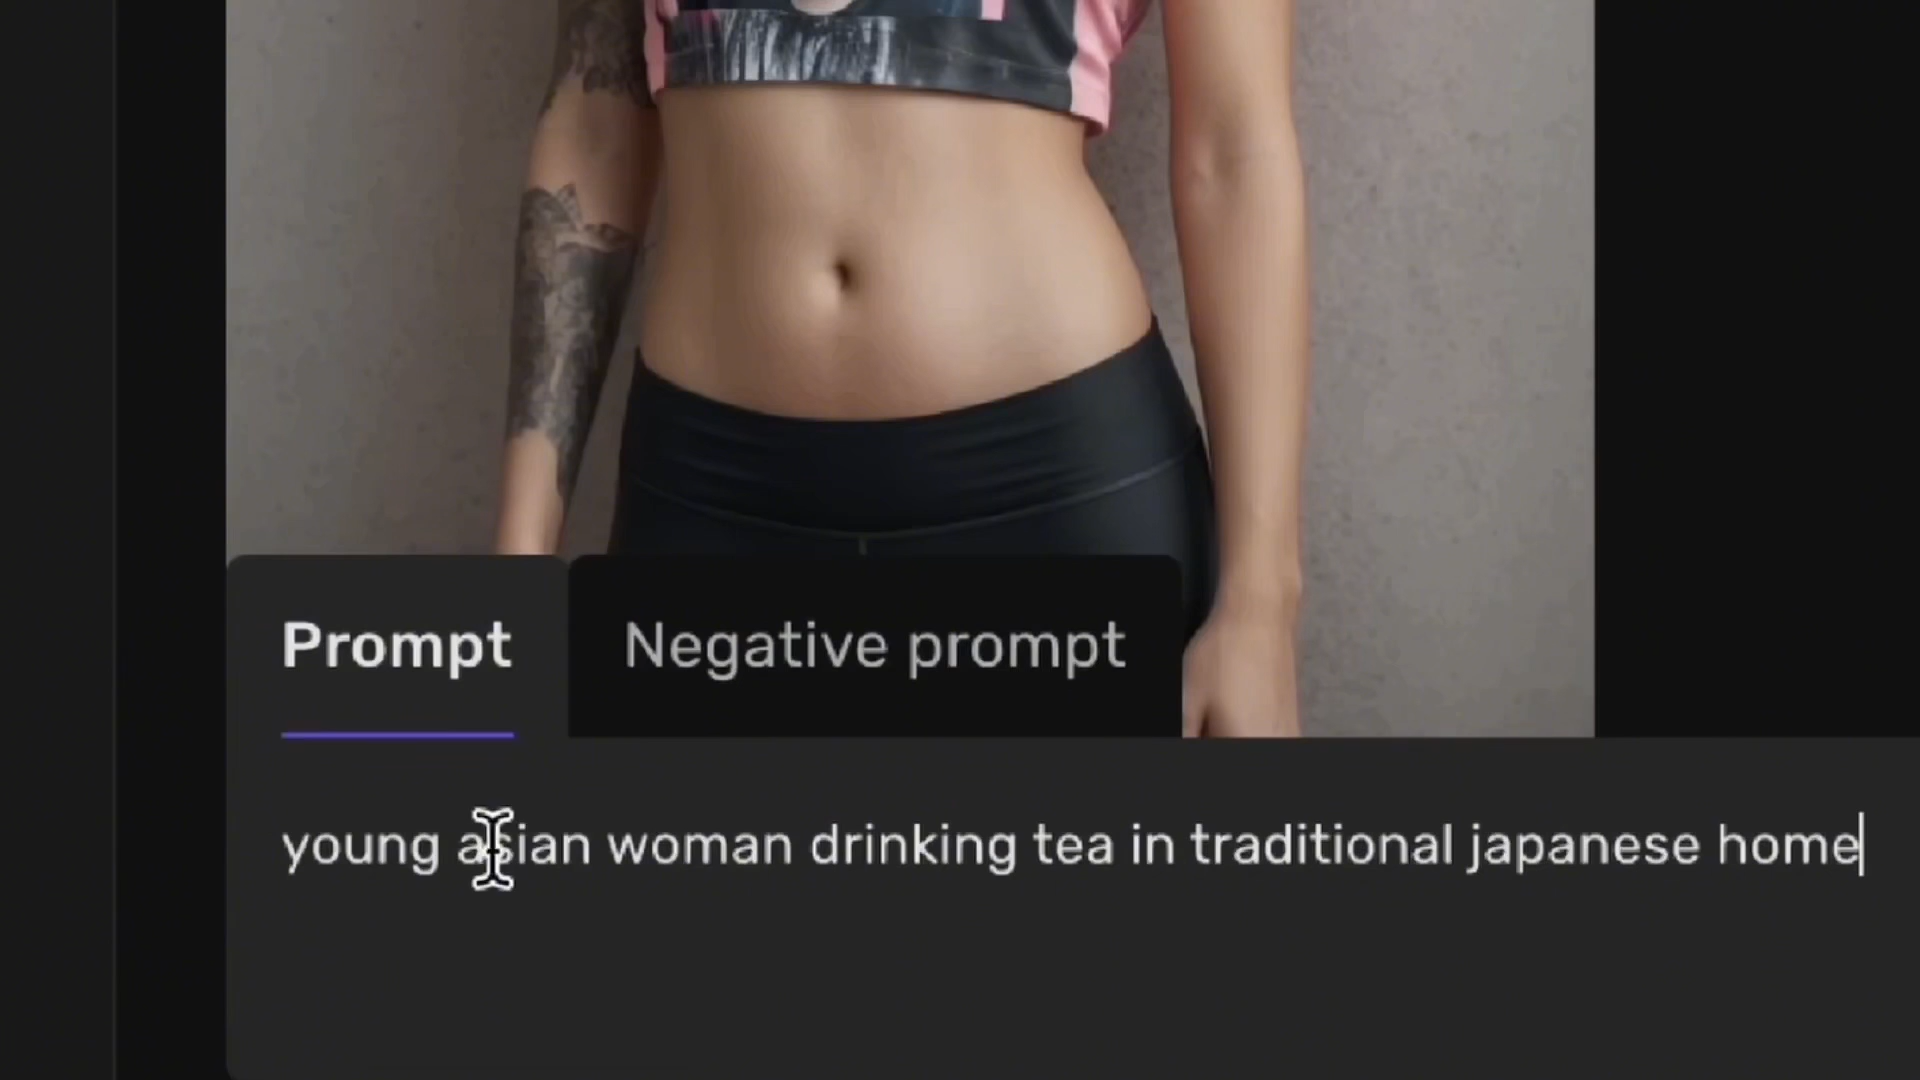 Prompt
Negative prompt
young asian woman drinking tea in traditional japanese home